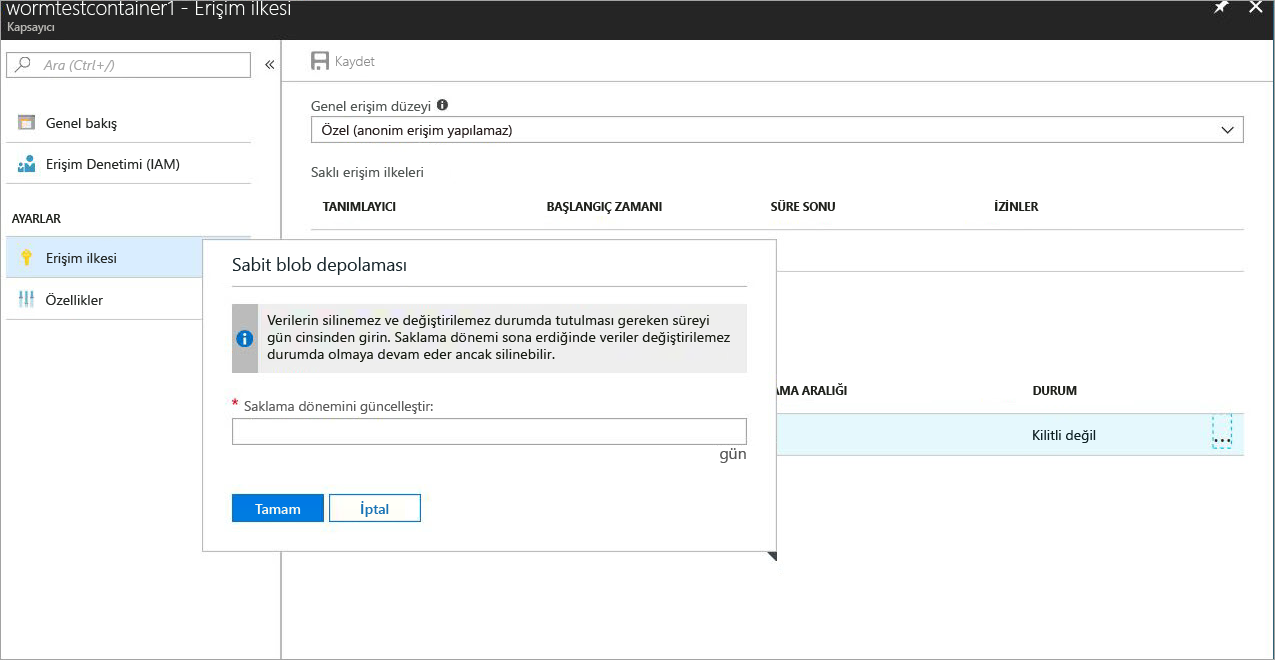 wormtestcontainer1 - Erişim ilkesi
Kapsayıcı
Ara (Ctrl+/)
«
Kaydet
Genel bakış
Erişim Denetimi (IAM)
AYARLAR
Erişim ilkesi
Özellikler
Genel erişim düzeyi
Özel (anonim erişim yapılamaz)
Saklı erişim ilkeleri
TANIMLAYICI BAŞLANGIÇ ZAMANI SÜRE SONU İZİNLER
Sabit blob depolaması
Verilerin silinemez ve değiştirilemez durumda tutulması gereken süreyi
gün cinsinden girin. Saklama dönemi sona erdiğinde veriler değiştirilemez
durumda olmaya devam eder ancak silinebilir.
* Saklama dönemini güncelleştir:
gün
Tamam İptal
ARALIĞI DURUM
Kilitli değil ...